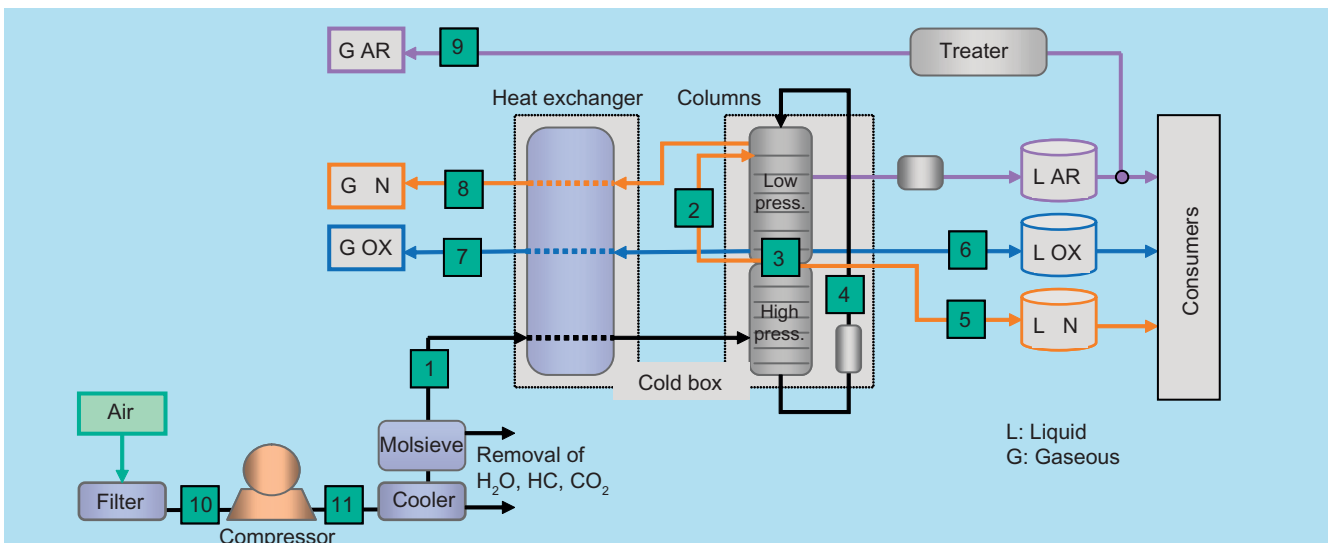 G AR
9
Treater
Heat exchanger
Columns
G N
8
2
Low
press.
L AR
Consumers
G OX
7
3
6
L OX
4
High
press.
5
L N
1
Cold box
Air
Molsieve
Removal of
H₂O, HC, CO₂
L: Liquid
G: Gaseous
Filter
10
11
Cooler
Compressor